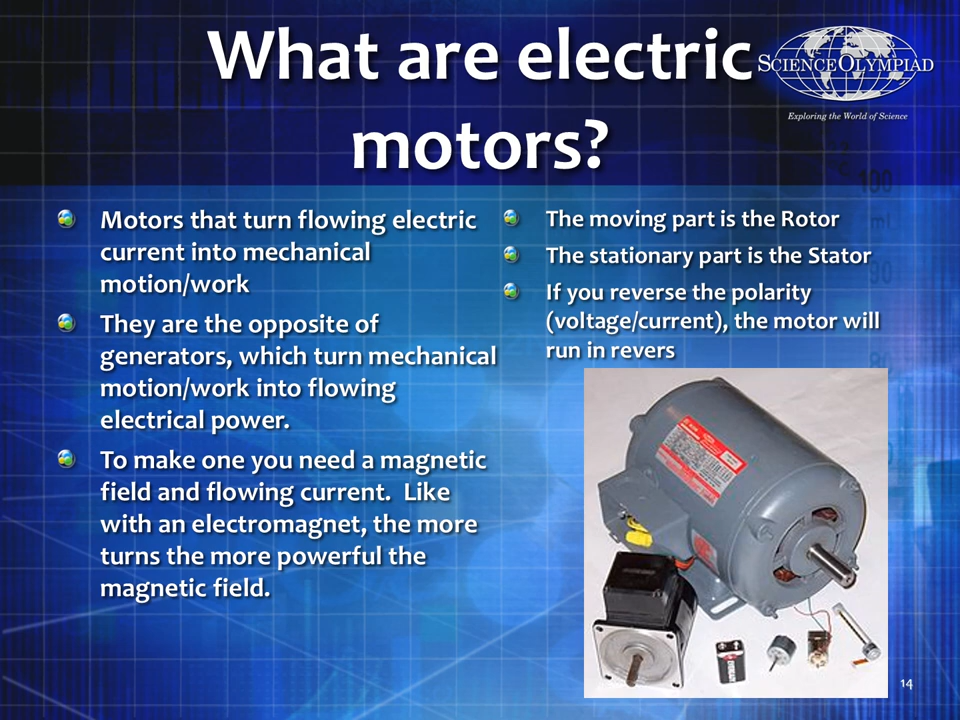 What are electric
motors?
SCIENCE OLYMPIAD
Exploring the World of Science
Motors that turn flowing electric
current into mechanical
motion/work
They are the opposite of
generators, which turn mechanical
motion/work into flowing
electrical power.
To make one you need a magnetic
field and flowing current.  Like
with an electromagnet, the more
turns the more powerful the
magnetic field.
The moving part is the Rotor
The stationary part is the Stator
If you reverse the polarity
(voltage/current), the motor will
run in revers
100
90
80
14